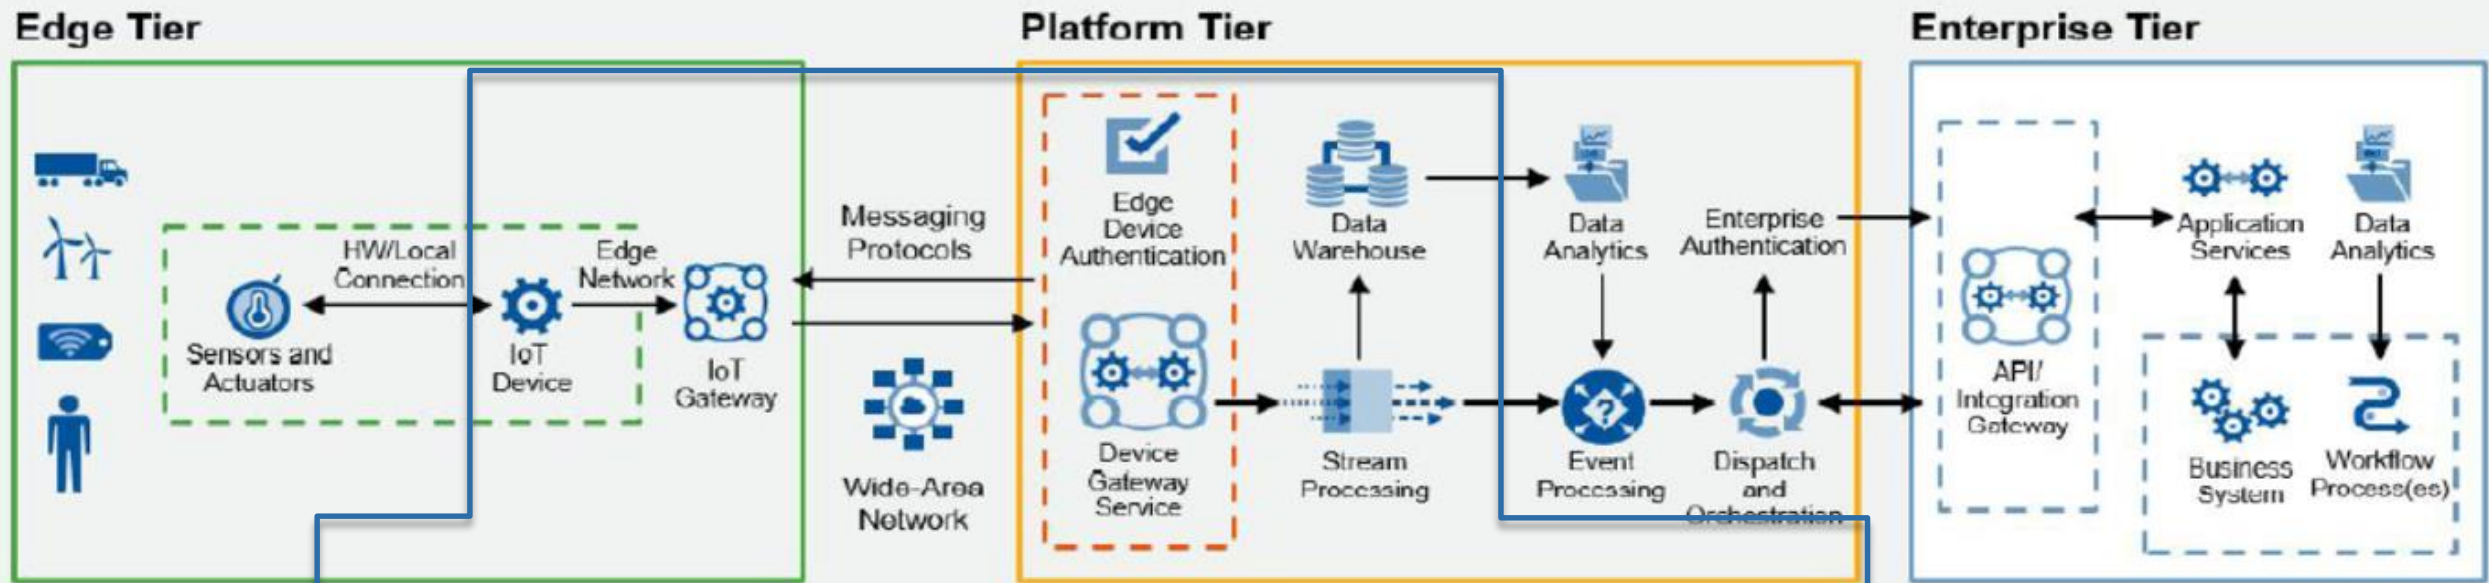 Edge Tier
Platform Tier
Enterprise Tier
HW/Local
Connection
Edge
Network
Sensors and
Actuators
IoT
Device
IoT
Gateway
Messaging
Protocols
Wide-Area
Network
Edge
Device
Authentication
Device
Gateway
Service
Data
Warehouse
Stream
Processing
Data
Analytics
Event
Processing
Enterprise
Authentication
Dispatch
and
Orchestration
API/
Integration
Gateway
Application
Services
Data
Analytics
Business
System
Workflow
Process(es)